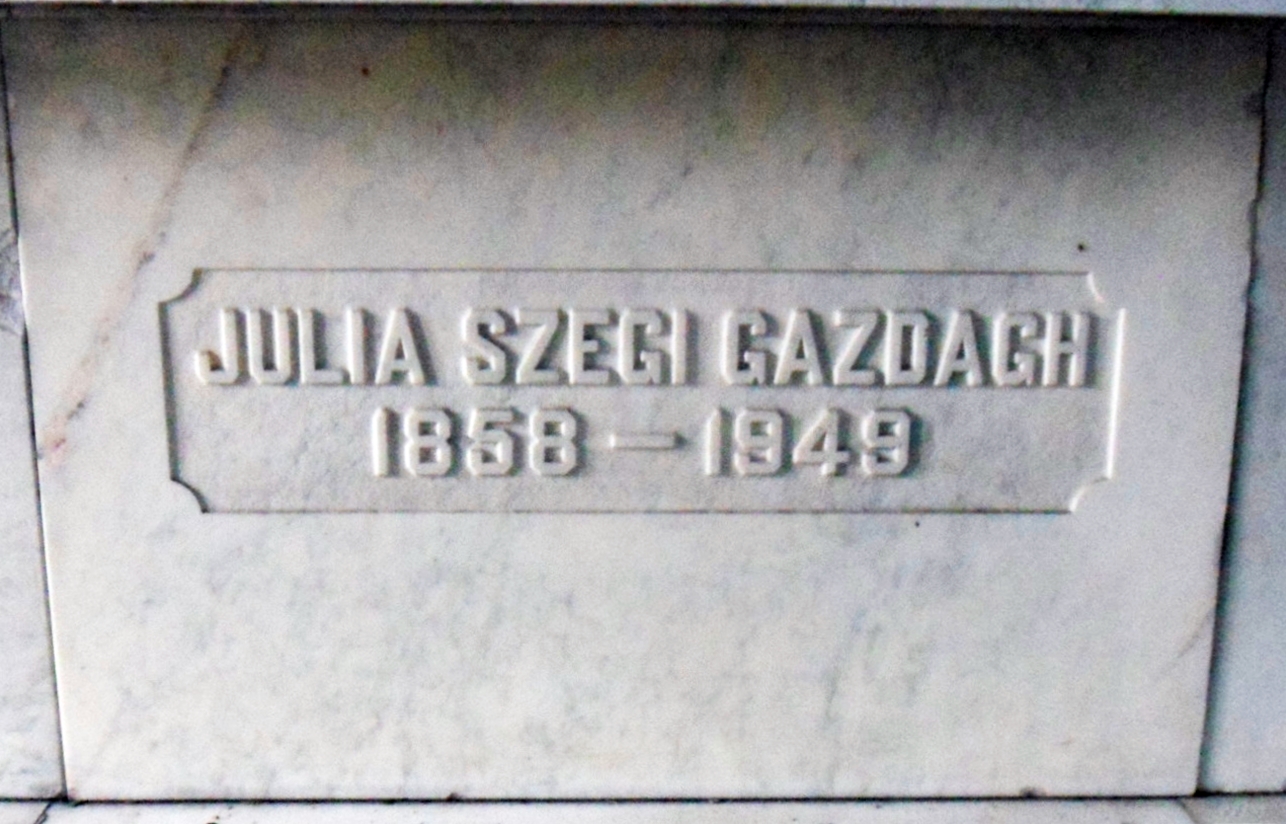 JULIA SZEGI GAZDAGH
1858 — 1949